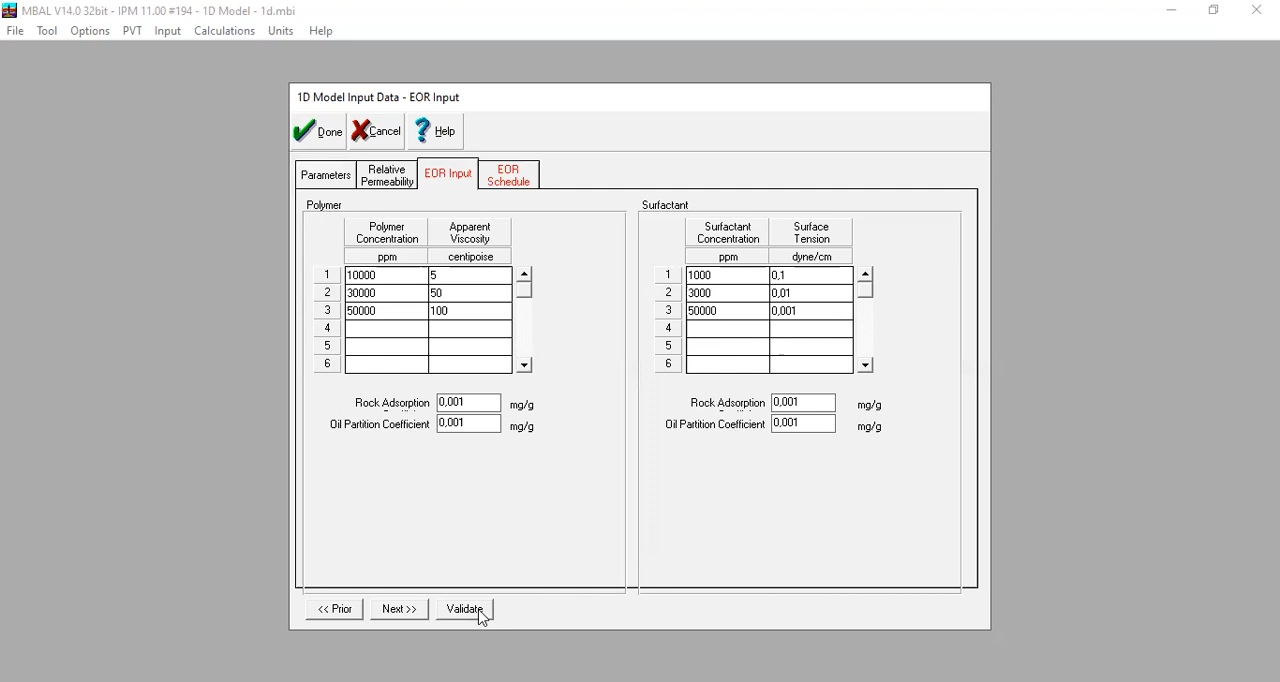 MBAL V14.0 32bit - IPM 11.00 #194 - 1D Model - 1d.mbi
File Tool Options PVT Input Calculations Units Help
1D Model Input Data - EOR Input
Done Cancel Help
Parameters Relative Permeability EOR Input EOR Schedule
Polymer
Polymer Concentration Apparent Viscosity
ppm centipoise
1 10000 5
2 30000 50
3 50000 100
4
5
6
Rock Adsorption 0,001 mg/g
Oil Partition Coefficient 0,001 mg/g
Surfactant
Surfactant Concentration Surface Tension
ppm dyne/cm
1 1000 0,1
2 3000 0,01
3 50000 0,001
4
5
6
Rock Adsorption 0,001 mg/g
Oil Partition Coefficient 0,001 mg/g
<< Prior Next >> Validate